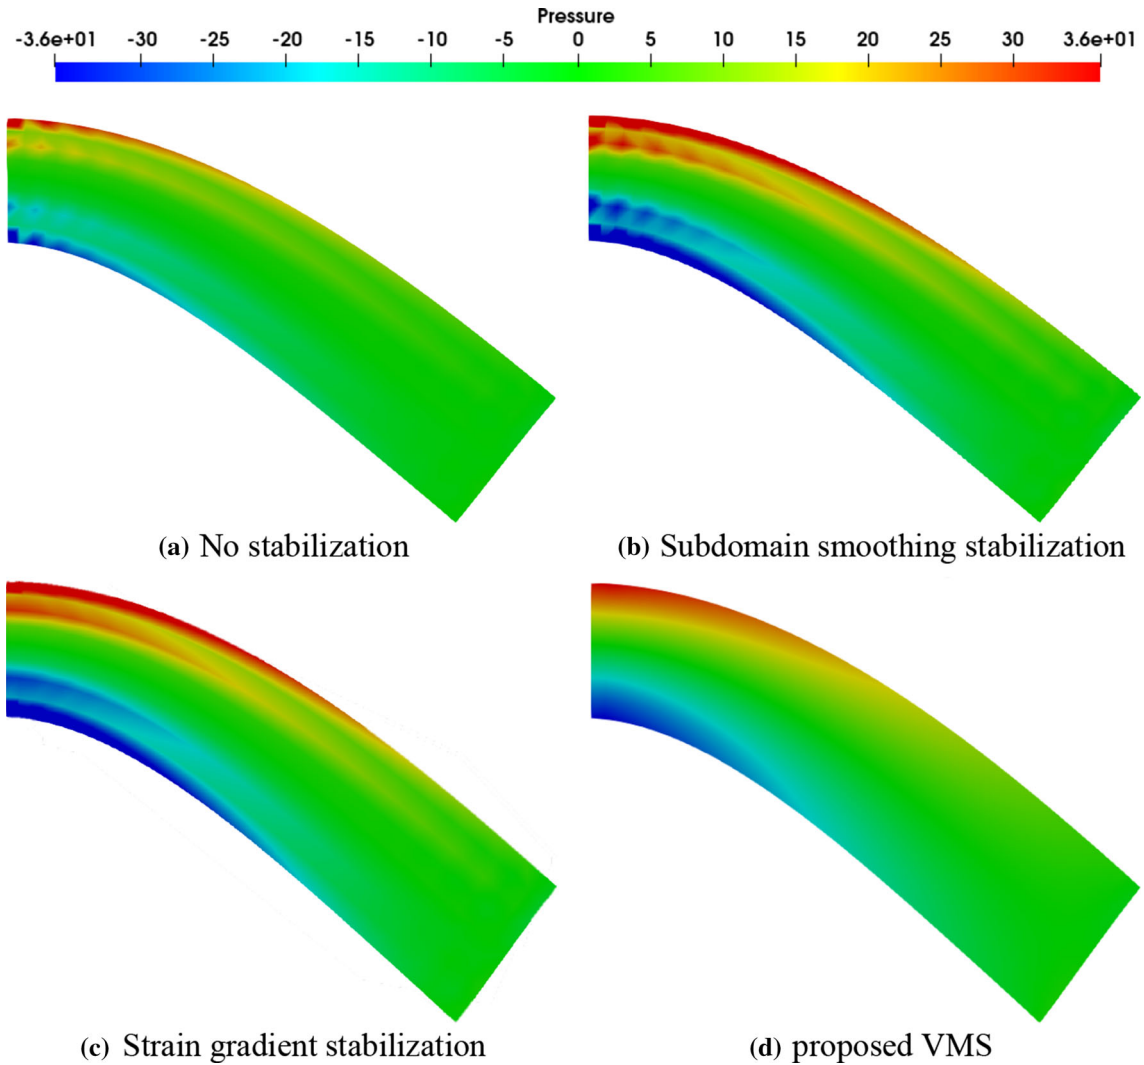 Pressure
-3.6e+01 -30 -25 -20 -15 -10 -5 0 5 10 15 20 25 30 3.6e+01
(a) No stabilization
(b) Subdomain smoothing stabilization
(c) Strain gradient stabilization
(d) proposed VMS